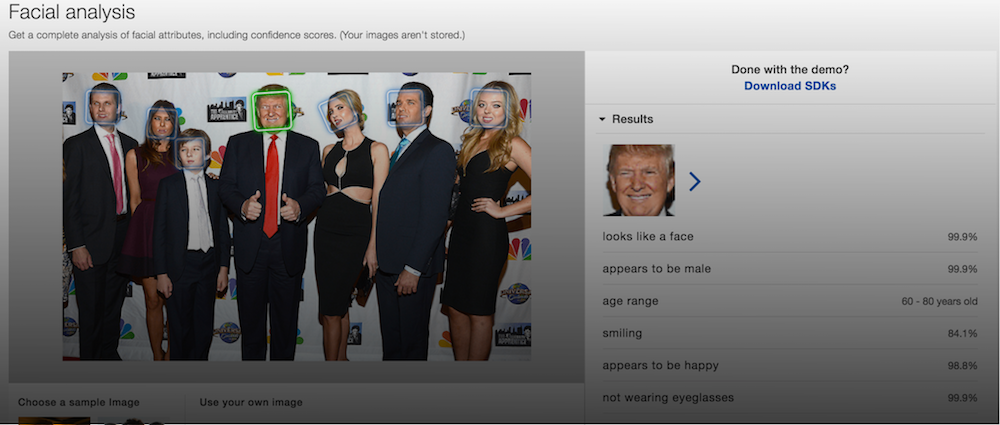 Facial analysis
Get a complete analysis of facial attributes, including confidence scores. (Your images aren't stored.)
APPRENTICE
Done with the demo?
Download SDKs
Results
looks like a face 99.9%
appears to be male 99.9%
age range 60 - 80 years old
smiling 84.1%
appears to be happy 98.8%
not wearing eyeglasses 99.9%
Choose a sample Image
Use your own image